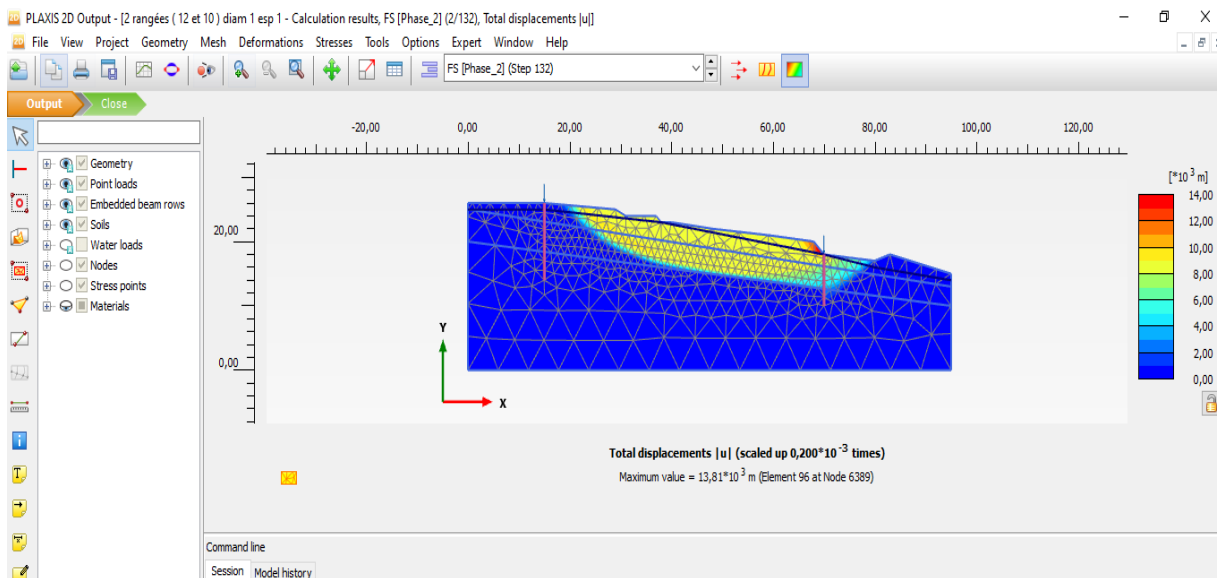 PLAXIS 2D Output - [2 rangées ( 12 et 10 ) diam 1 esp 1 - Calculation results, FS [Phase_2] (2/132), Total displacements |u|]
File View Project Geometry Mesh Deformations Stresses Tools Options Expert Window Help
FS [Phase_2] (Step 132)
Output Close
-20,00 0,00 20,00 40,00 60,00 80,00 100,00 120,00
Geometry
Point loads
Embedded beam rows
Soils
Water loads
Nodes
Stress points
Materials
20,00
0,00
Y
X
[*10 3 m]
14,00
12,00
10,00
8,00
6,00
4,00
2,00
0,00
Total displacements |u| (scaled up 0,200*10 -3 times)
Maximum value = 13,81*10 3 m (Element 96 at Node 6389)
Command line
Session Model history